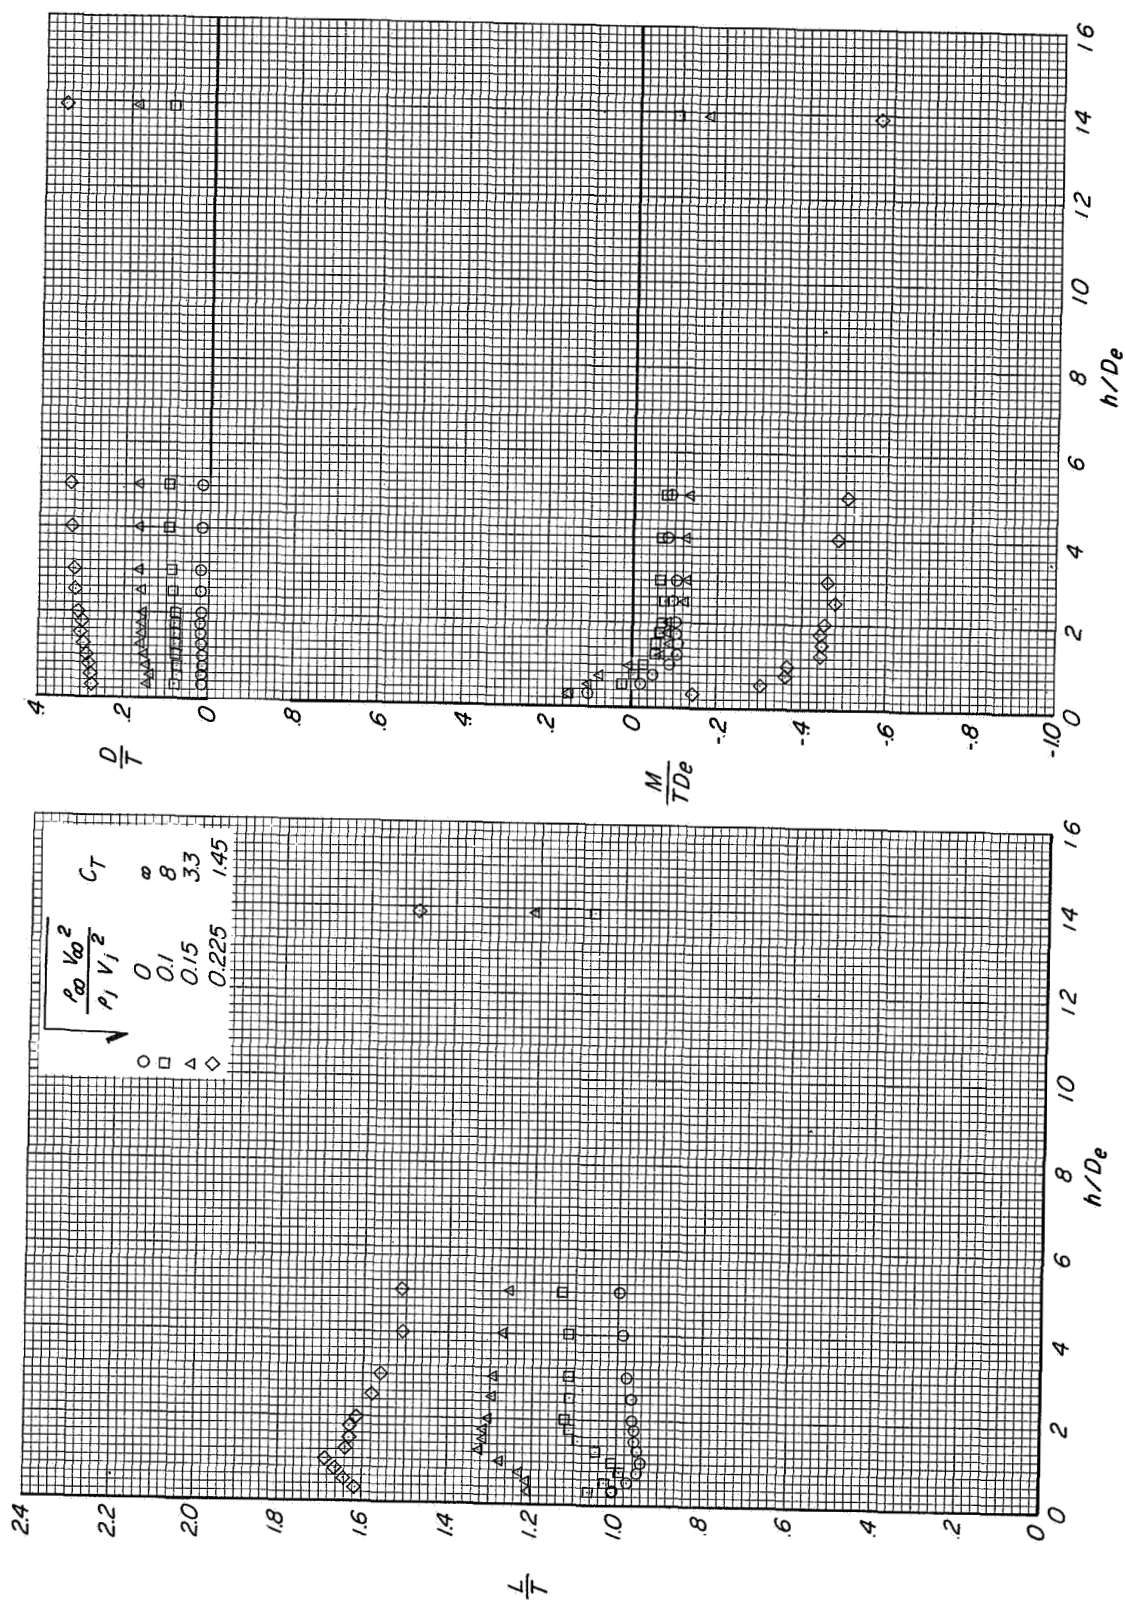 .4
.2
0
D/T
.8
.6
.4
.2
0
-.2
-.4
-.6
-.8
-1.0
M/TDe
0 2 4 6 8 10 12 14 16
h/De
√(ρ∞ V∞² / ρj Vj²) CT
○ 0 ∞
□ 0.1 8
△ 0.15 3.3
◇ 0.225 1.45
2.4
2.2
2.0
1.8
1.6
1.4
1.2
1.0
.8
.6
.4
.2
0
L/T
0 2 4 6 8 10 12 14 16
h/De